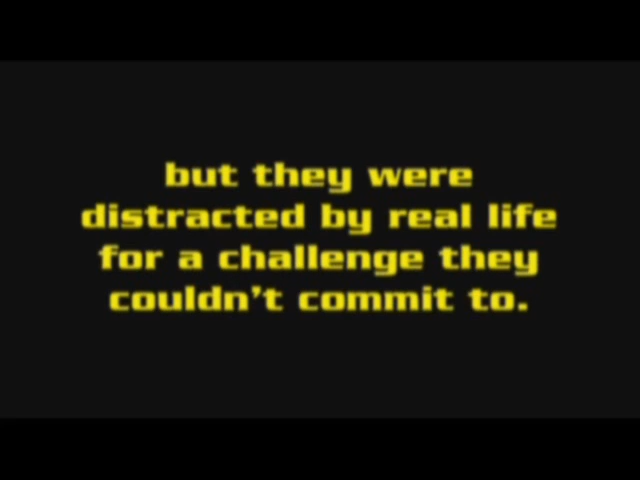 but they were
distracted by real life
for a challenge they
couldn't commit to.